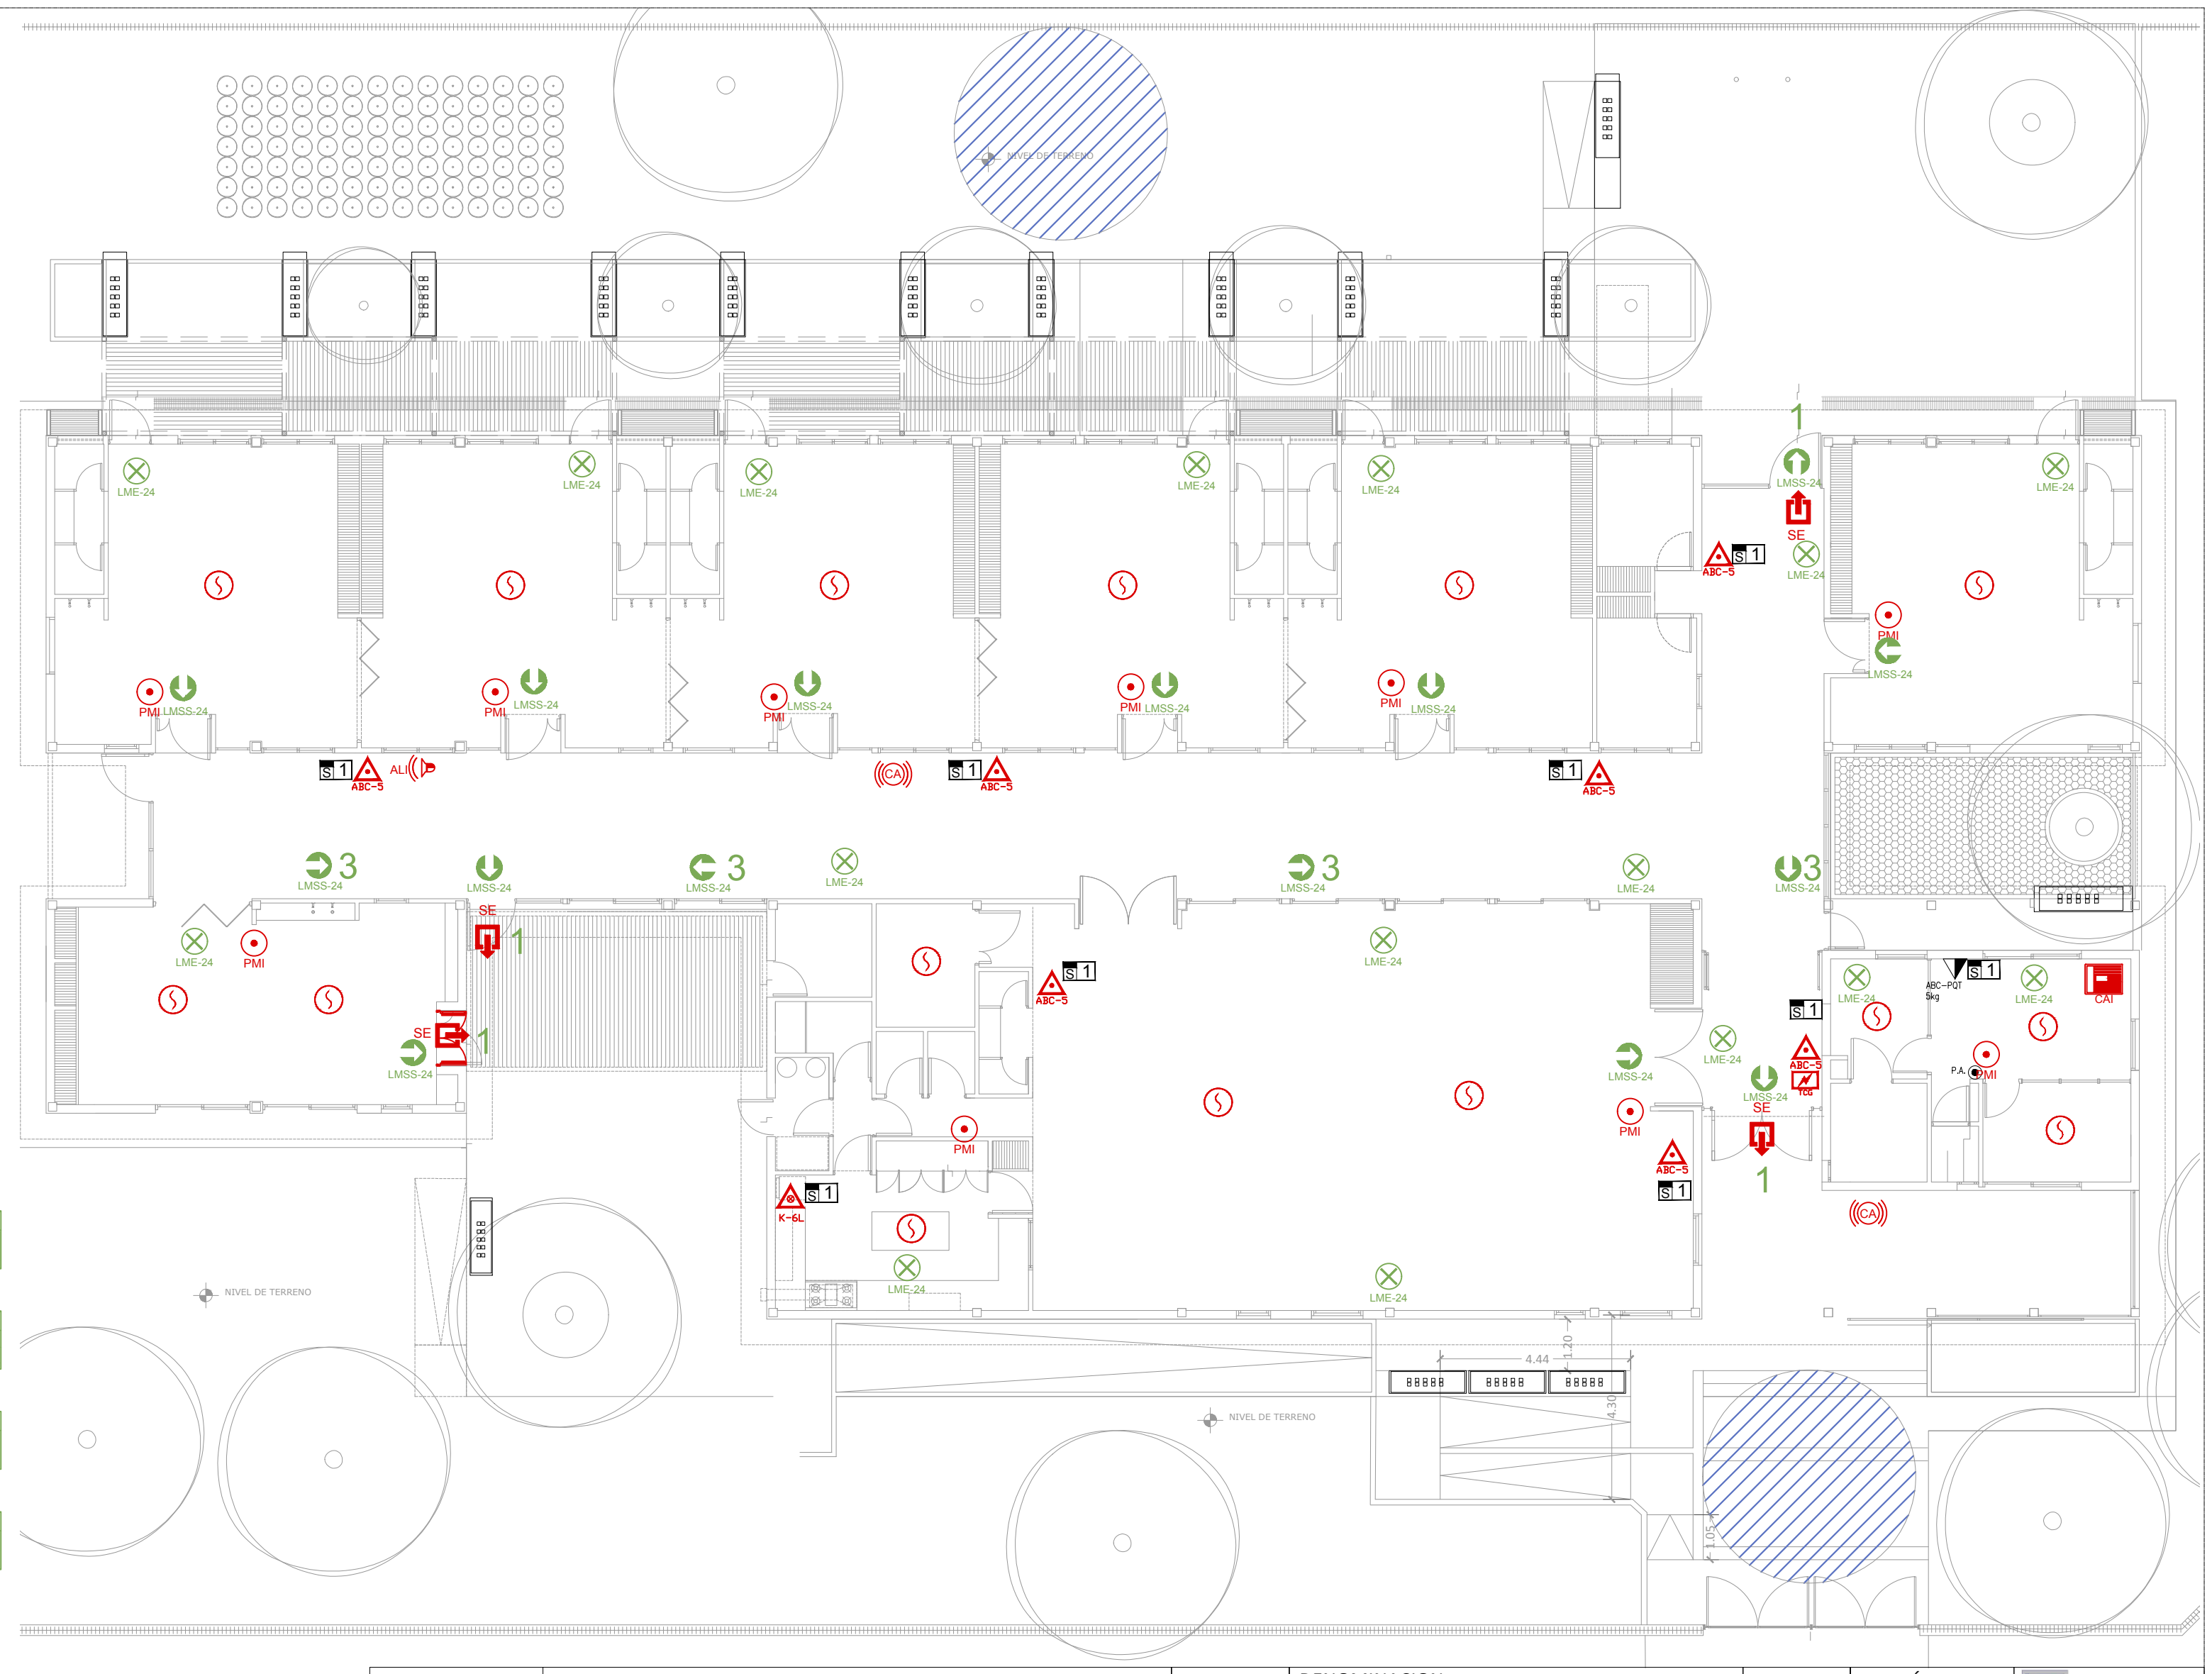 NIVEL DE TERRENO
1
LMSS-24
SE
LME-24
LME-24
LME-24
LME-24
LME-24
LME-24
ABC-5
S 1
LME-24
PMI
LMSS-24
PMI
LMSS-24
PMI
LMSS-24
PMI
LMSS-24
PMI
LMSS-24
PMI
LMSS-24
S 1
ABC-5
ALI
CA
S 1
ABC-5
S 1
ABC-5
3
LMSS-24
LMSS-24
3
LMSS-24
LME-24
3
LMSS-24
LME-24
3
LMSS-24
SE
1
LME-24
PMI
LME-24
S 1
ABC-5
LME-24
ABC-PQT
5kg
S 1
LME-24
CAI
S 1
SE
1
LMSS-24
LMSS-24
LME-24
ABC-5
TCG
P.A.
PMI
LMSS-24
SE
1
PMI
PMI
ABC-5
S 1
K-6L
S 1
CA
LME-24
LME-24
NIVEL DE TERRENO
1.20
4.44
4.30
NIVEL DE TERRENO
1.05